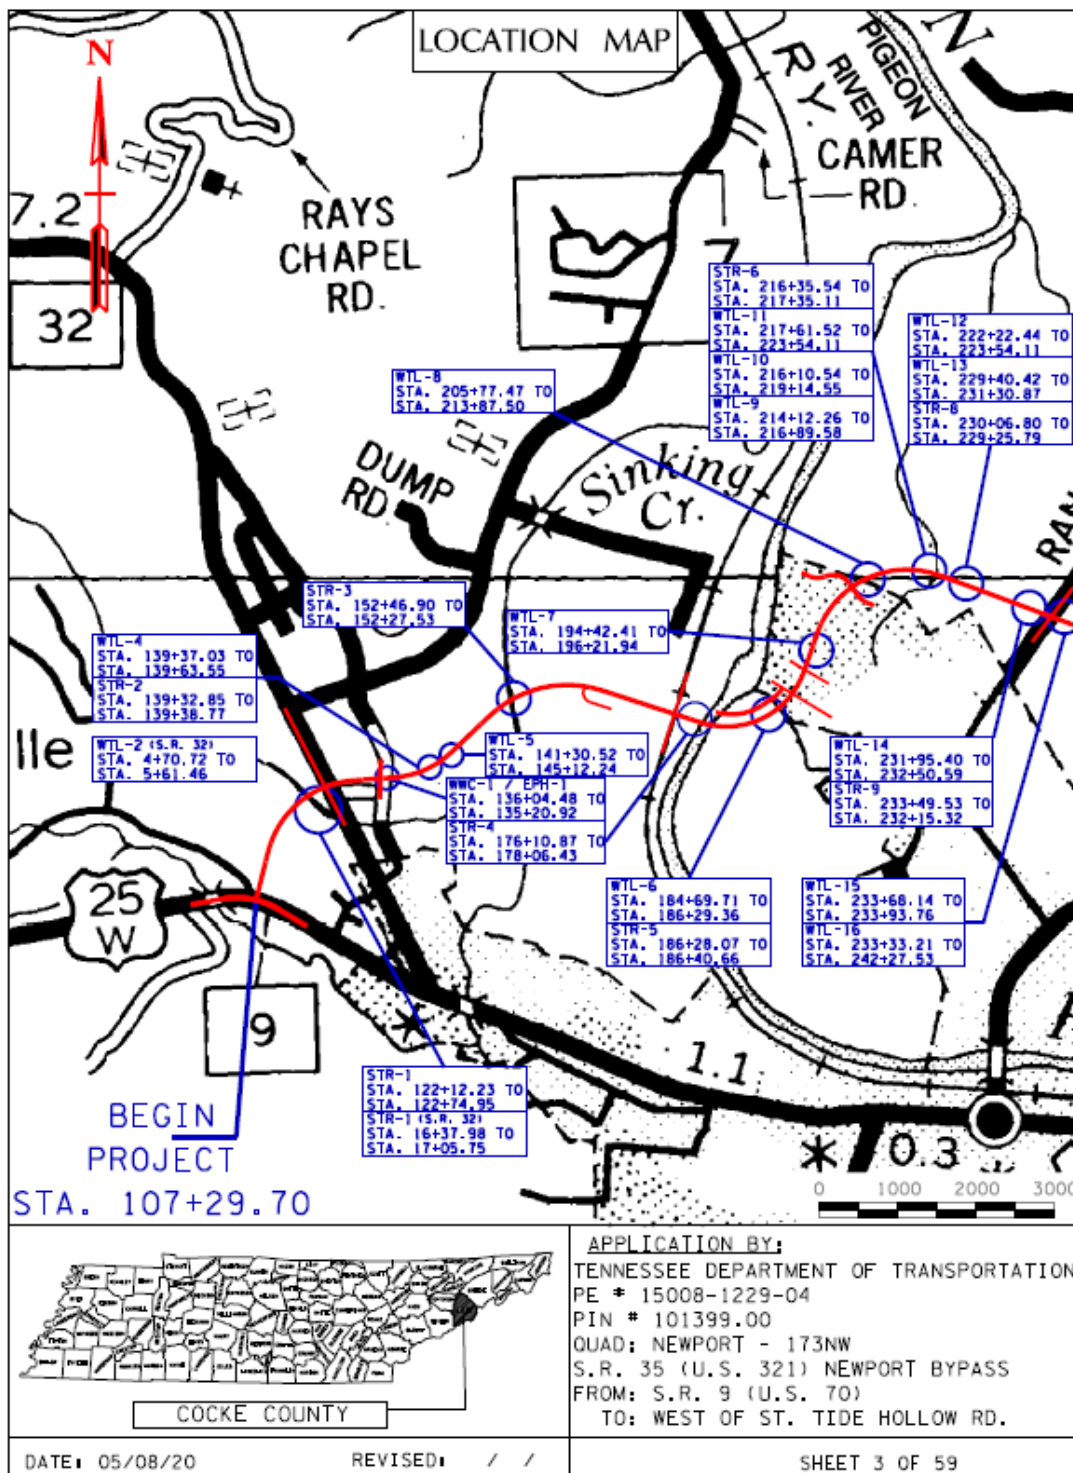 LOCATION MAP
N
N
PIGEON
RIVER
RY.
CAMER
RD.
RAYS
CHAPEL
RD.
7.2
32
7
STR-6
STA. 216+35.54 TO
217+35.11
WTL-11
STA. 217+61.52 TO
STA. 223+54.11
WTL-10
STA. 216+10.54 TO
STA. 219+14.55
WTL-9
STA. 214+12.26 TO
STA. 216+89.58
WTL-12
STA. 222+22.44 TO
STA. 223+54.11
WTL-13
STA. 229+40.42 TO
STA. 231+30.87
STR-8
STA. 230+06.80 TO
STA. 229+25.79
WTL-8
STA. 205+77.47 TO
STA. 213+87.50
DUMP
RD.
Sinking
Cr.
RAN
STR-3
STA. 152+46.90 TO
STA. 152+27.53
WTL-7
STA. 194+42.41 TO
STA. 196+21.94
WTL-4
STA. 139+37.03 TO
STA. 139+63.55
STR-2
STA. 139+32.85 TO
STA. 139+38.77
lle
WTL-2 (S.R. 32)
STA. 4+70.72 TO
STA. 5+61.46
WTL-5
STA. 141+30.52 TO
STA. 145+12.24
WWC-1 / EPH-1
STA. 136+04.48 TO
STA. 135+20.92
STR-4
STA. 176+10.87 TO
STA. 178+06.43
WTL-14
STA. 231+95.40 TO
STA. 232+50.59
STR-9
STA. 233+49.53 TO
STA. 232+15.32
WTL-6
STA. 184+69.71 TO
STA. 186+29.36
STR-5
STA. 186+28.07 TO
STA. 186+40.66
WTL-15
STA. 233+68.14 TO
STA. 233+93.76
WTL-16
STA. 233+33.21 TO
STA. 242+27.53
25
W
9
1.1
0.3
STR-1
STA. 122+12.23 TO
STA. 122+74.95
STR-1 (S.R. 32)
STA. 16+37.98 TO
STA. 17+05.75
BEGIN
PROJECT
STA. 107+29.70
0 1000 2000 3000
COCKE COUNTY
APPLICATION BY:
TENNESSEE DEPARTMENT OF TRANSPORTATION
PE # 15008-1229-04
PIN # 101399.00
QUAD: NEWPORT - 173NW
S.R. 35 (U.S. 321) NEWPORT BYPASS
FROM: S.R. 9 (U.S. 70)
TO: WEST OF ST. TIDE HOLLOW RD.
DATE: 05/08/20 REVISED: / /
SHEET 3 OF 59